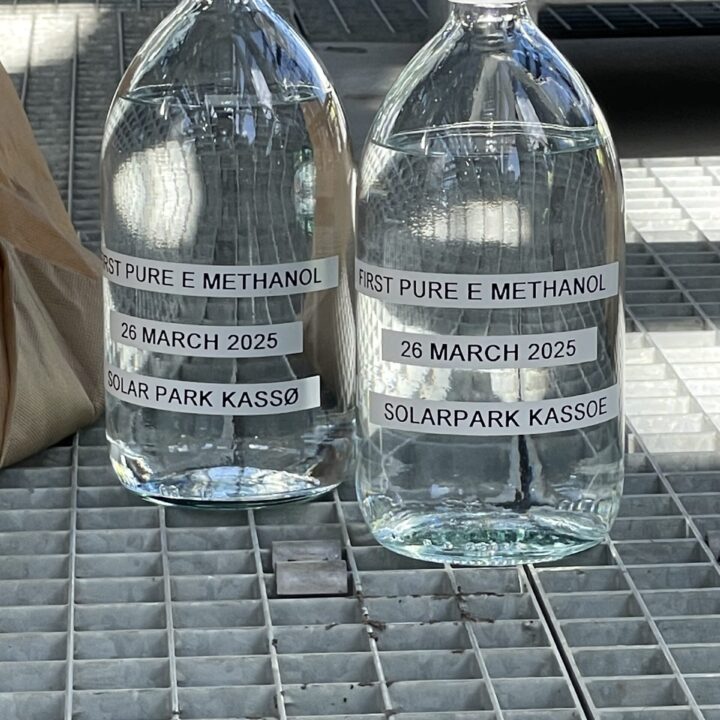 FIRST PURE E METHANOL
26 MARCH 2025
SOLAR PARK KASSØ
FIRST PURE E METHANOL
26 MARCH 2025
SOLARPARK KASSOE